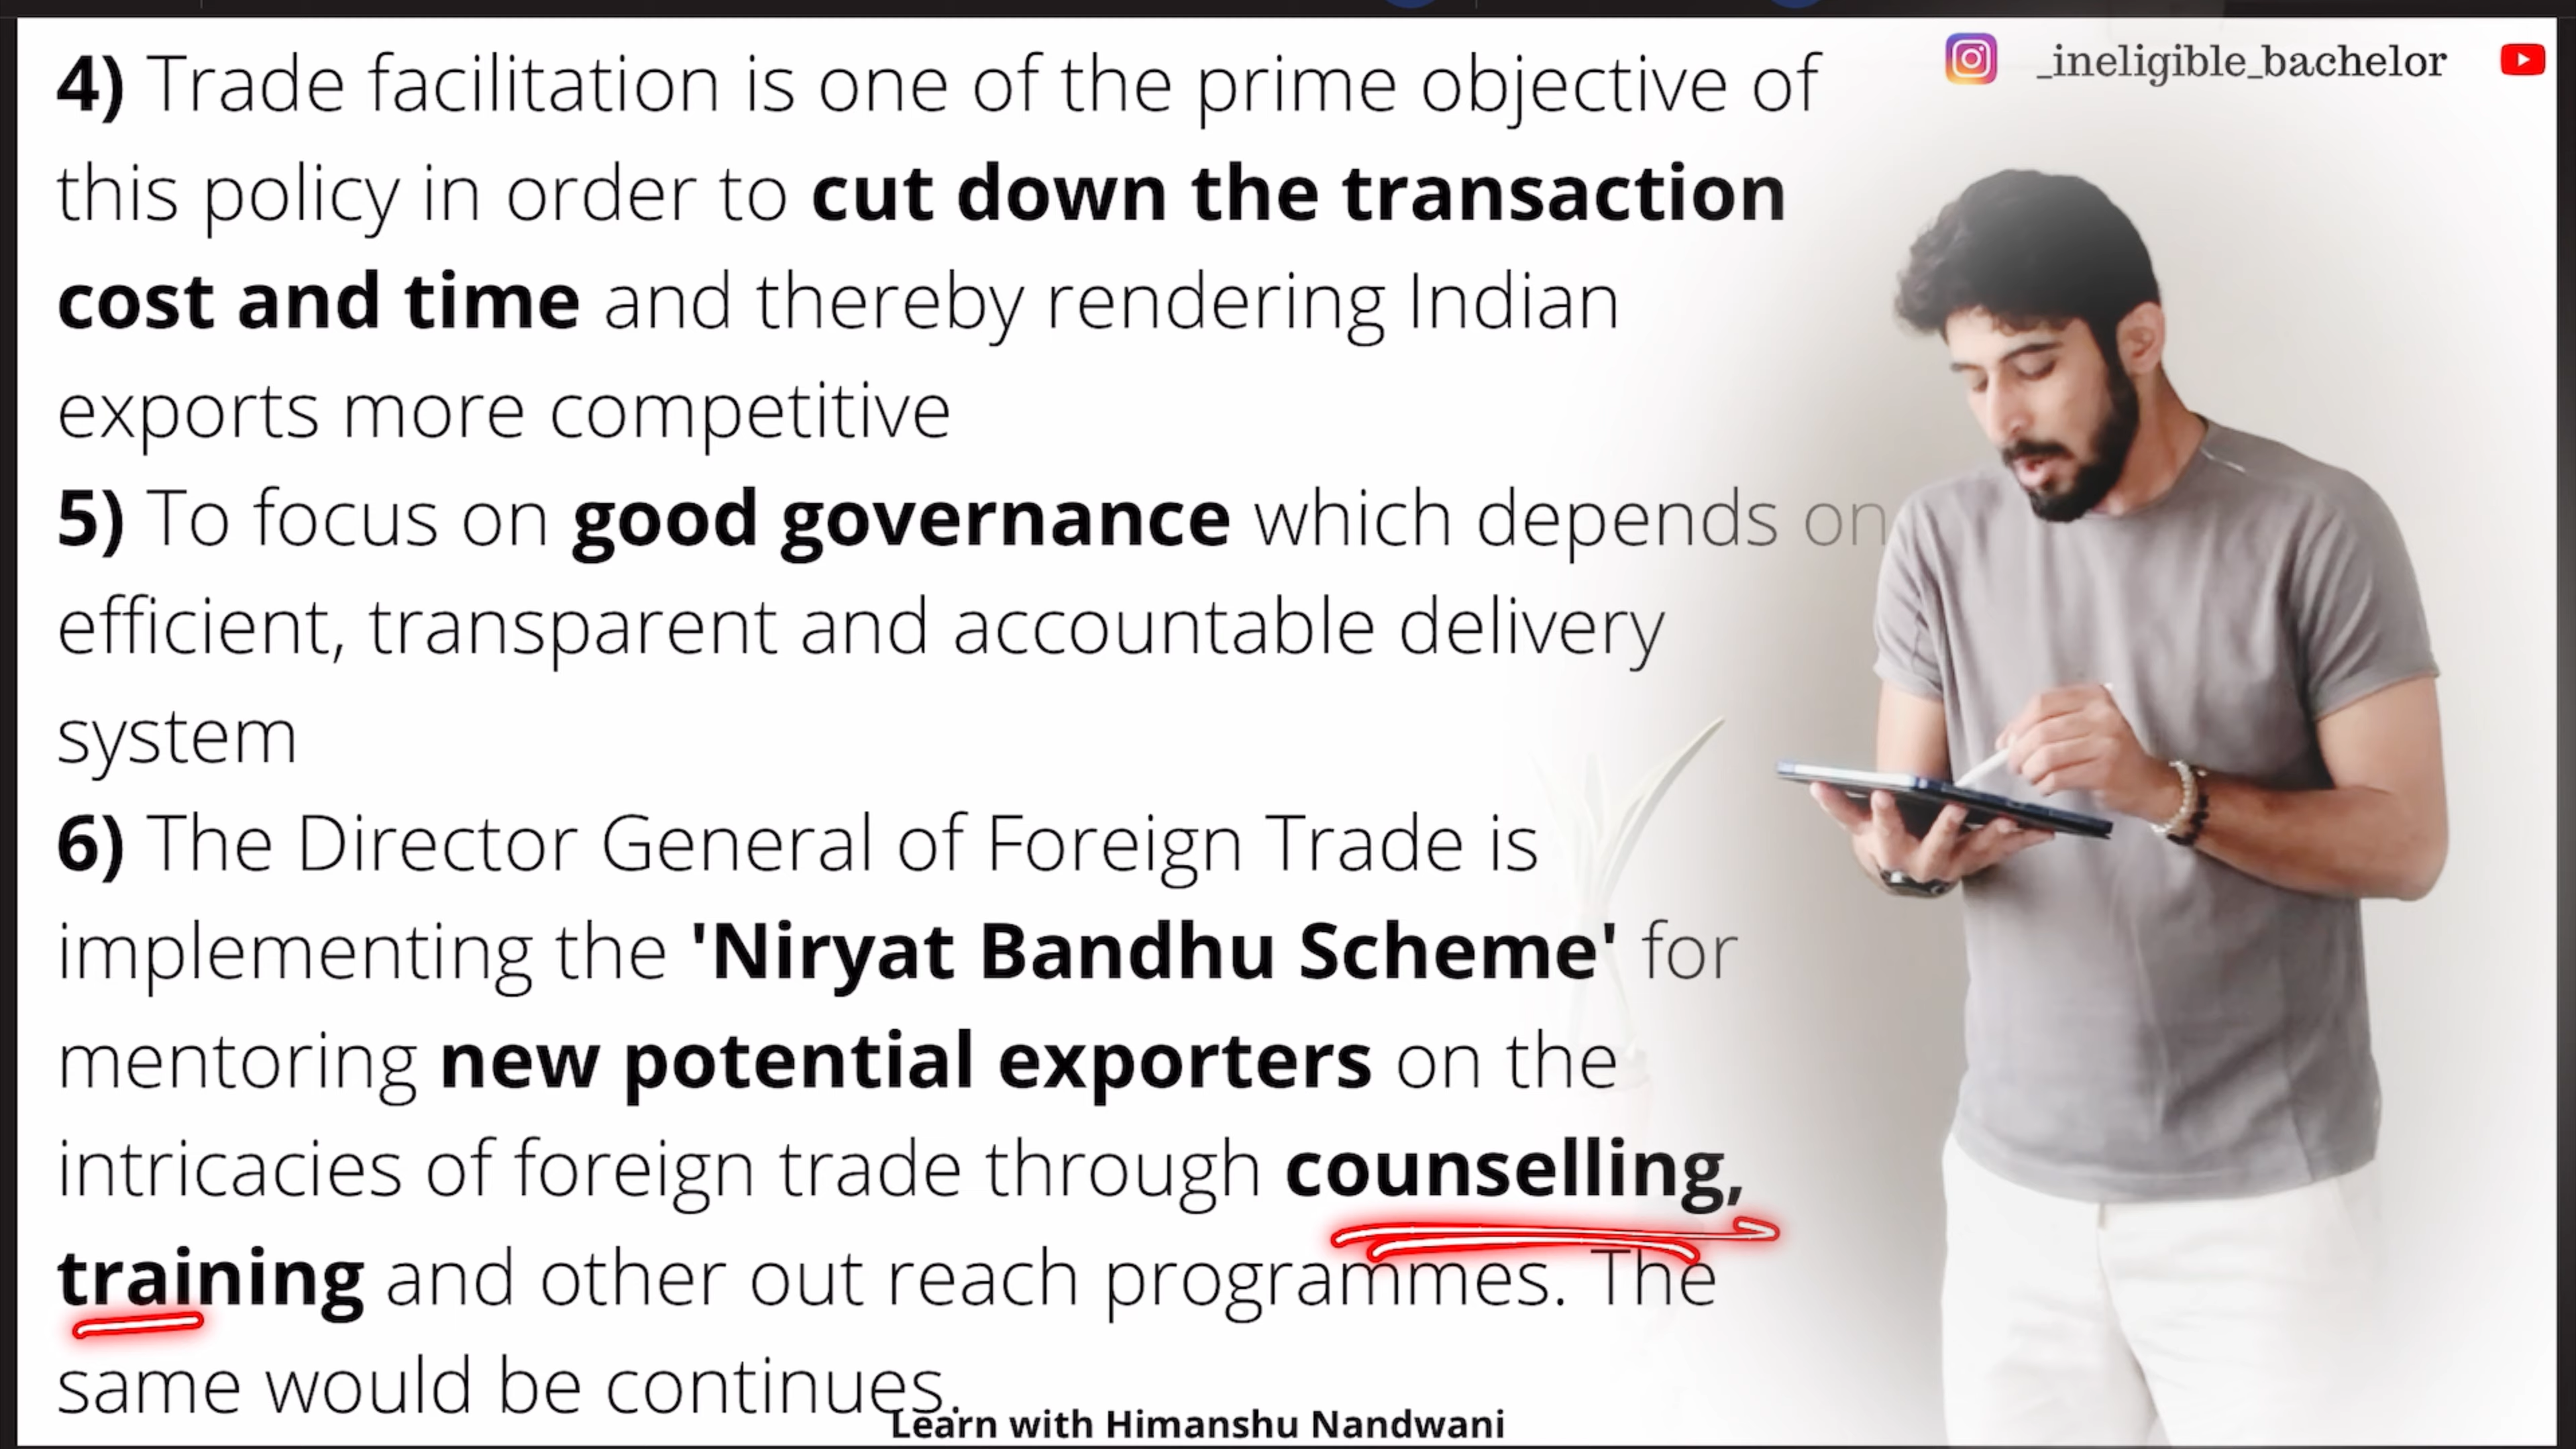 4) Trade facilitation is one of the prime objective of
this policy in order to cut down the transaction
cost and time and thereby rendering Indian
exports more competitive
5) To focus on good governance which depends on
efficient, transparent and accountable delivery
system
6) The Director General of Foreign Trade is
implementing the 'Niryat Bandhu Scheme' for
mentoring new potential exporters on the
intricacies of foreign trade through counselling,
training and other out reach programmes. The
same would be continues.
_ineligible_bachelor
Learn with Himanshu Nandwani